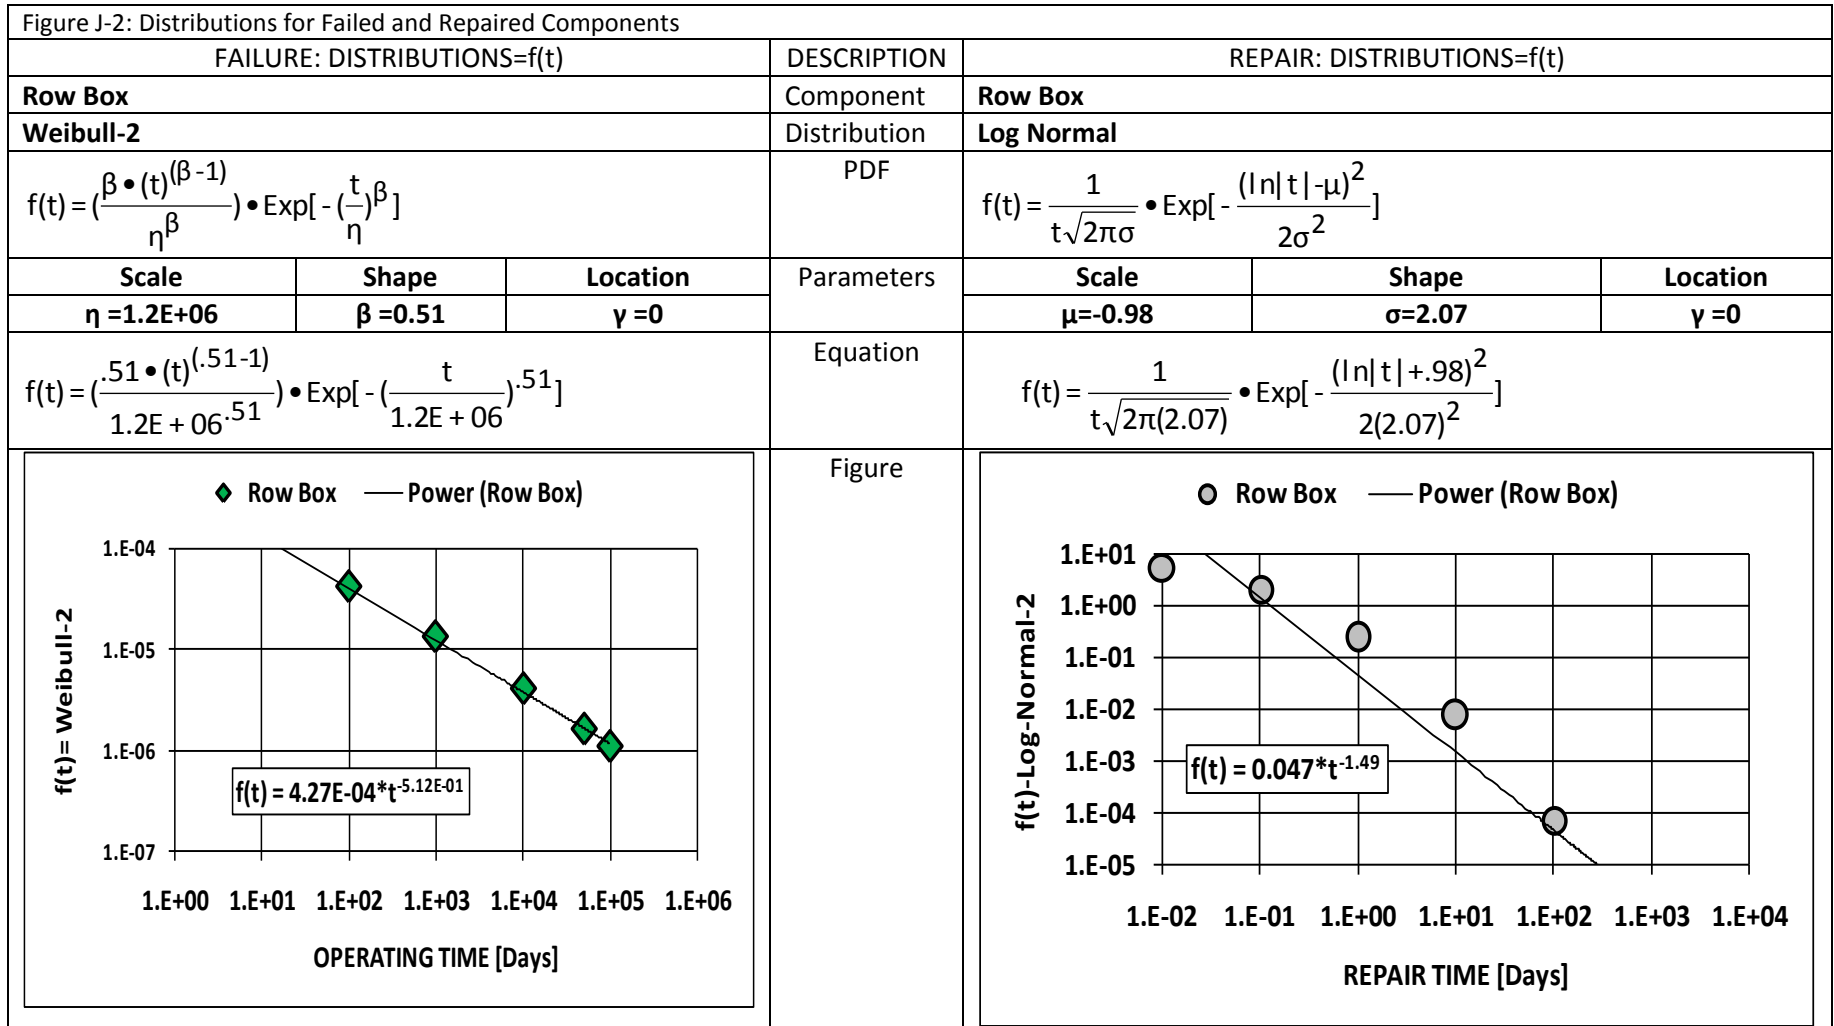 Figure J-2: Distributions for Failed and Repaired Components
FAILURE: DISTRIBUTIONS=f(t) DESCRIPTION REPAIR: DISTRIBUTIONS=f(t)
Row Box Component Row Box
Weibull-2 Distribution Log Normal
f(t) = (β • (t)^(β-1) / η^β) • Exp[ - (t/η)^β ] PDF f(t) = 1 / (t√2πσ) • Exp[ - (ln| t | -μ)^2 / 2σ^2 ]
Scale Shape Location Parameters Scale Shape Location
η =1.2E+06 β =0.51 γ =0 μ=-0.98 σ=2.07 γ =0
f(t) = (.51 • (t)^(.51-1) / 1.2E + 06^.51) • Exp[ - (t / 1.2E + 06)^.51 ] Equation f(t) = 1 / (t√2π(2.07)) • Exp[ - (ln| t | +.98)^2 / 2(2.07)^2 ]
Figure
Row Box Power (Row Box)
f(t)= Weibull-2
1.E-04
1.E-05
1.E-06
1.E-07
f(t) = 4.27E-04*t^-5.12E-01
1.E+00 1.E+01 1.E+02 1.E+03 1.E+04 1.E+05 1.E+06
OPERATING TIME [Days]
Row Box Power (Row Box)
f(t)-Log-Normal-2
1.E+01
1.E+00
1.E-01
1.E-02
1.E-03
1.E-04
1.E-05
f(t) = 0.047*t^-1.49
1.E-02 1.E-01 1.E+00 1.E+01 1.E+02 1.E+03 1.E+04
REPAIR TIME [Days]